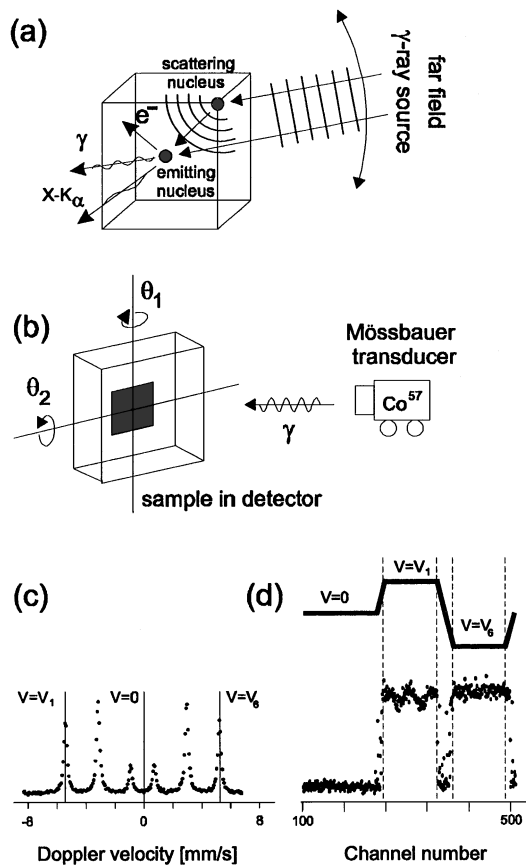 (a)
scattering
nucleus
e⁻
γ
X-Kα
emitting
nucleus
far field
γ-ray source
(b)
θ1
θ2
Mössbauer
transducer
Co57
γ
sample in detector
(c)
V=V1
V=0
V=V6
-8
0
8
Doppler velocity [mm/s]
(d)
V=0
V=V1
V=V6
100
500
Channel number